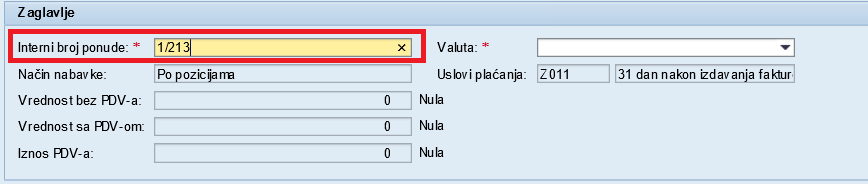 Zaglavlje
Interni broj ponude: * 1/213 Valuta: *
Način nabavke: Po pozicijama Uslovi plaćanja: Z011 31 dan nakon izdavanja fakture
Vrednost bez PDV-a: 0 Nula
Vrednost sa PDV-om: 0 Nula
Iznos PDV-a: 0 Nula